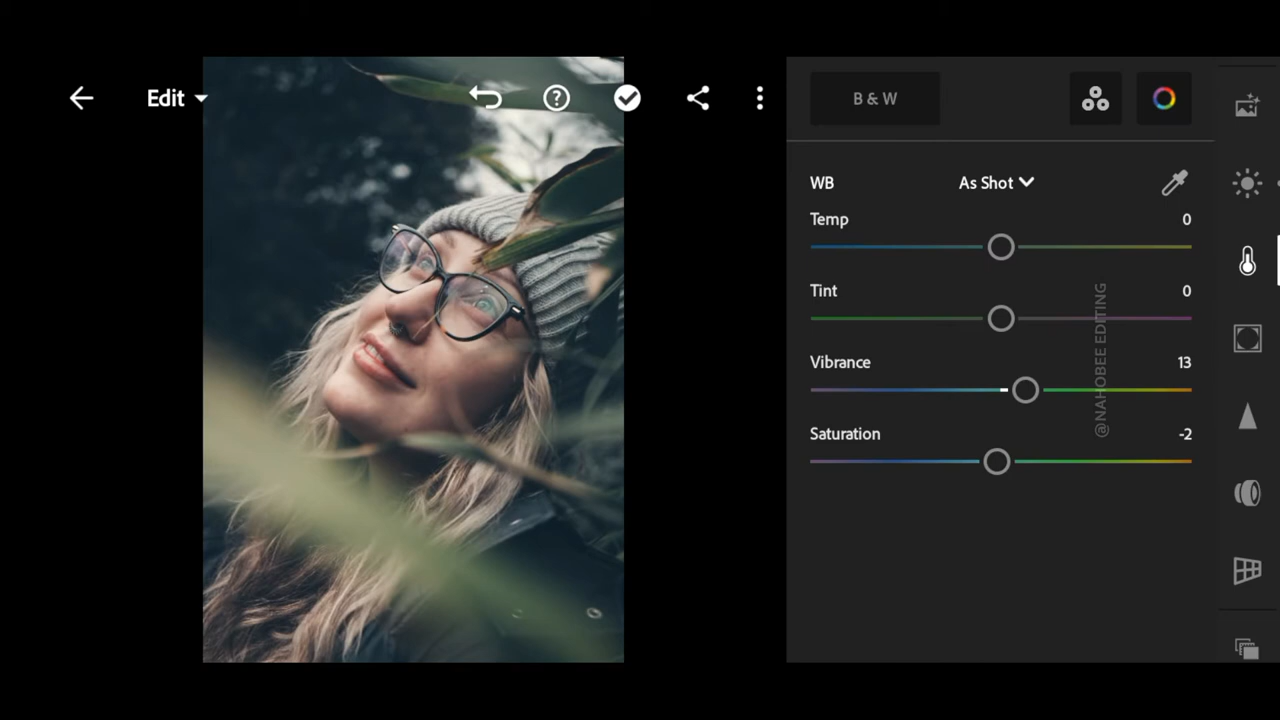 Edit
B & W
WB
As Shot
Temp
0
Tint
0
Vibrance
13
Saturation
-2
@NAHOBEE EDITING